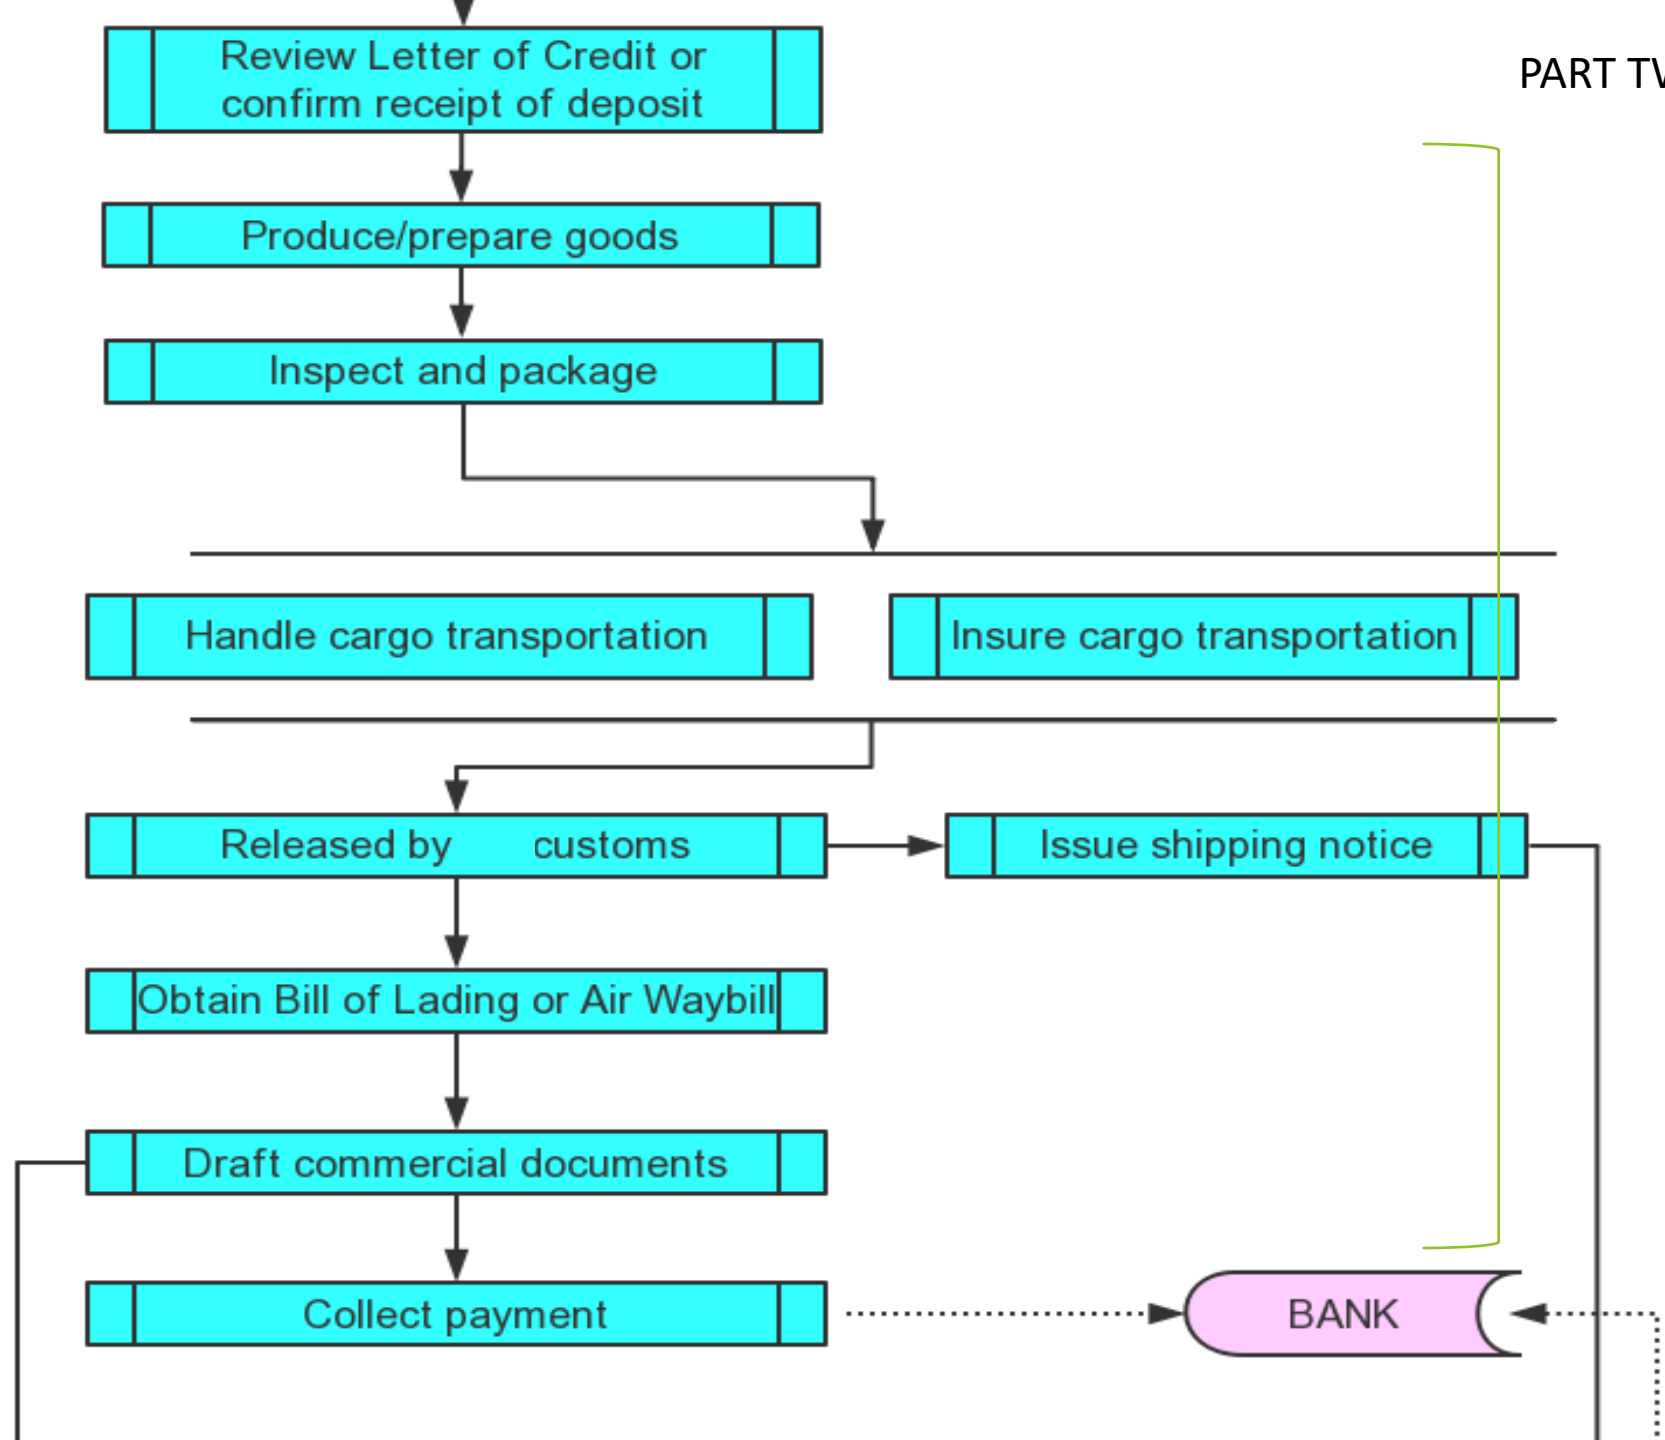 Review Letter of Credit or
confirm receipt of deposit
PART
Produce/prepare goods
Inspect and package
Handle cargo transportation
Insure cargo transportation
Released by customs
Issue shipping notice
Obtain Bill of Lading or Air Waybill
Draft commercial documents
Collect payment
BANK